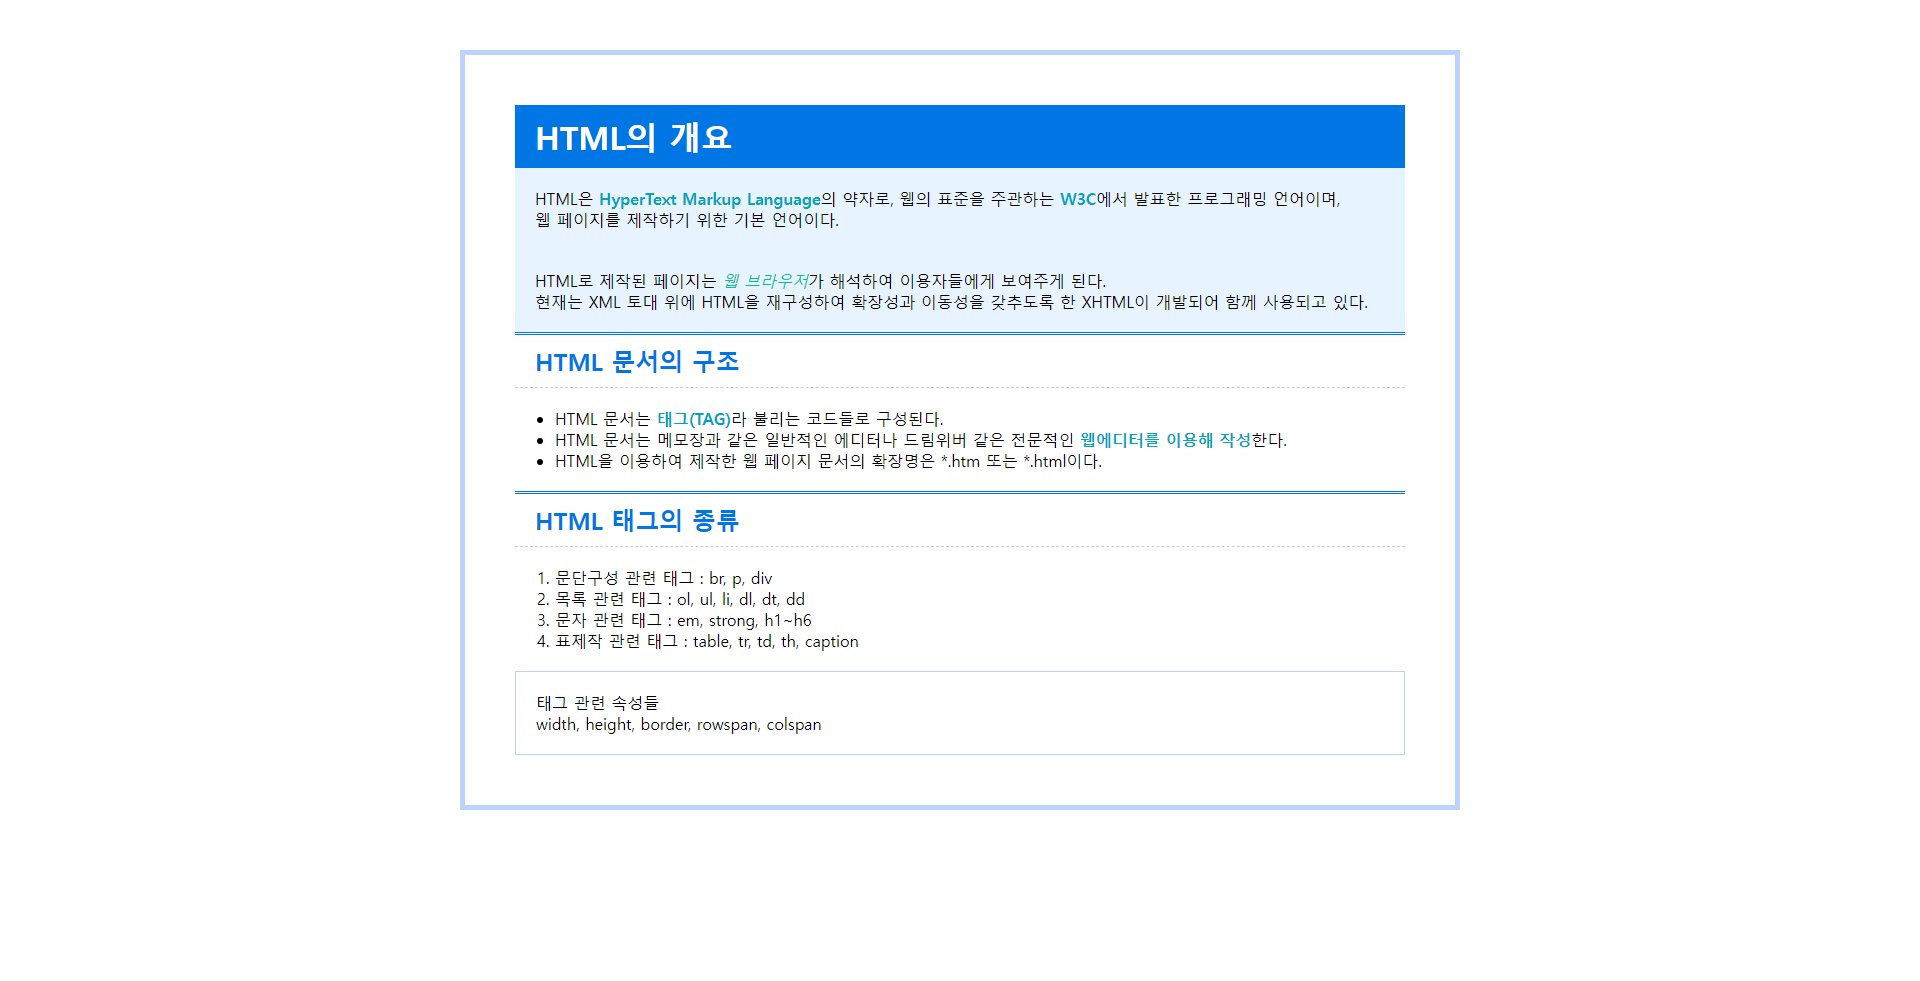 HTML의 개요
HTML은 HyperText Markup Language의 약자로, 웹의 표준을 주관하는 W3C에서 발표한 프로그래밍 언어이며,
웹 페이지를 제작하기 위한 기본 언어이다.
HTML로 제작된 페이지는 웹 브라우저가 해석하여 이용자들에게 보여주게 된다.
현재는 XML 토대 위에 HTML을 재구성하여 확장성과 이동성을 갖추도록 한 XHTML이 개발되어 함께 사용되고 있다.
HTML 문서의 구조
• HTML 문서는 태그(TAG)라 불리는 코드들로 구성된다.
• HTML 문서는 메모장과 같은 일반적인 에디터나 드림위버 같은 전문적인 웹에디터를 이용해 작성한다.
• HTML을 이용하여 제작한 웹 페이지 문서의 확장명은 *.htm 또는 *.html이다.
HTML 태그의 종류
1. 문단구성 관련 태그 : br, p, div
2. 목록 관련 태그 : ol, ul, li, dl, dt, dd
3. 문자 관련 태그 : em, strong, h1~h6
4. 표제작 관련 태그 : table, tr, td, th, caption
태그 관련 속성들
width, height, border, rowspan, colspan